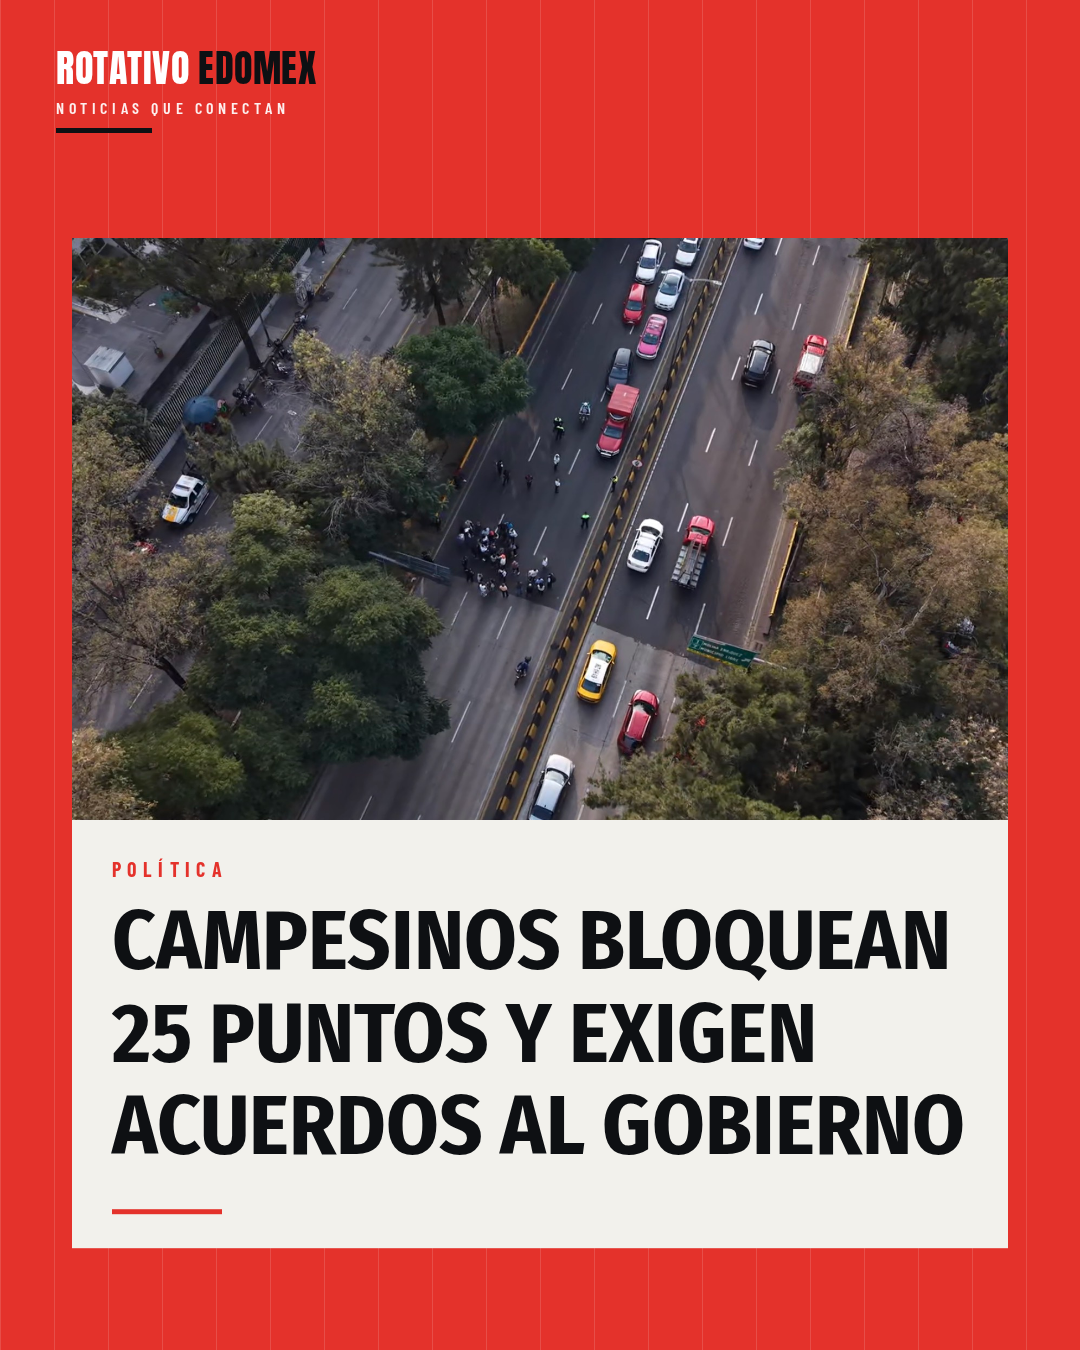 ROTATIVO EDOMEX
NOTICIAS QUE CONECTAN
POLÍTICA
CAMPESINOS BLOQUEAN
25 PUNTOS Y EXIGEN
ACUERDOS AL GOBIERNO